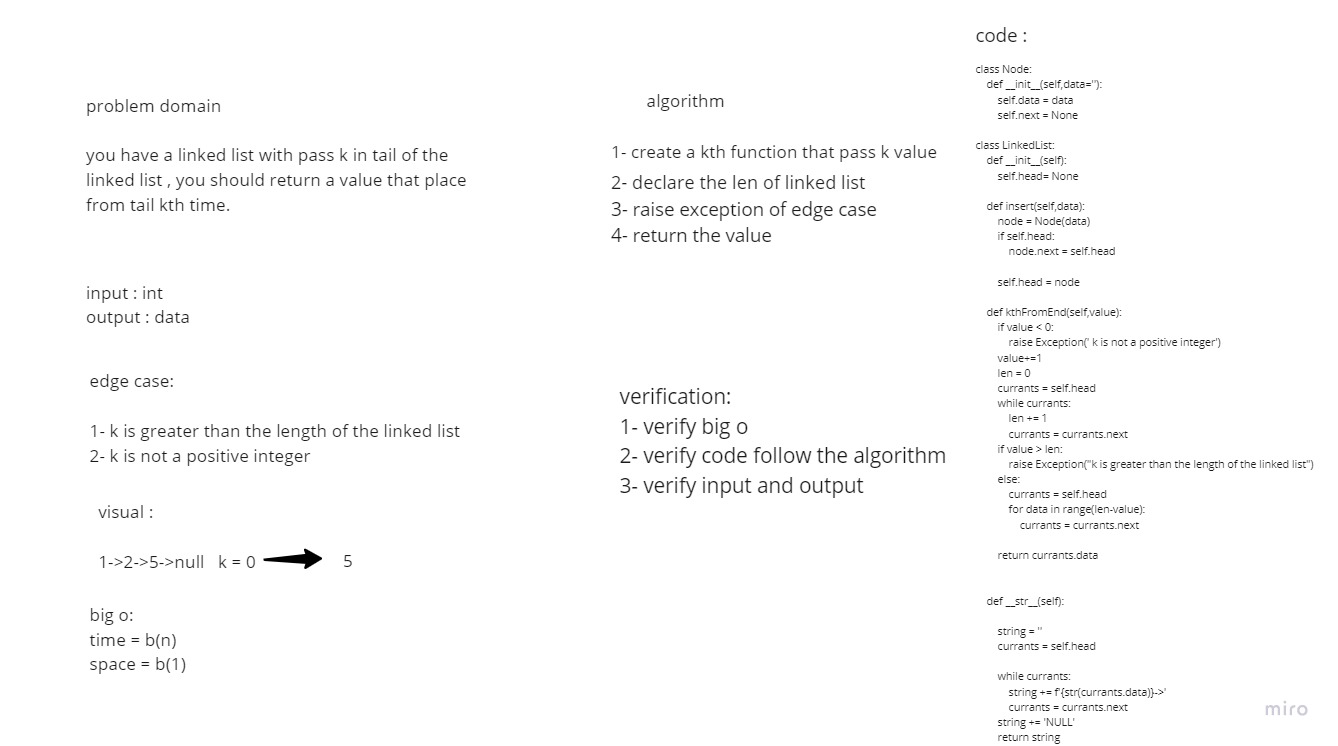 problem domain
you have a linked list with pass k in tail of the
linked list , you should return a value that place
from tail kth time.
input : int
output : data
edge case:
1- k is greater than the length of the linked list
2- k is not a positive integer
visual :
1->2->5->null k = 0 5
big o:
time = b(n)
space = b(1)
algorithm
1- create a kth function that pass k value
2- declare the len of linked list
3- raise exception of edge case
4- return the value
verification:
1- verify big o
2- verify code follow the algorithm
3- verify input and output
code :
class Node:
def __init__(self,data=''):
self.data = data
self.next = None
class LinkedList:
def __init__(self):
self.head= None
def insert(self,data):
node = Node(data)
if self.head:
node.next = self.head
self.head = node
def kthFromEnd(self,value):
if value < 0:
raise Exception(' k is not a positive integer')
value+=1
len = 0
currants = self.head
while currants:
len += 1
currants = currants.next
if value > len:
raise Exception("k is greater than the length of the linked list")
else:
currants = self.head
for data in range(len-value):
currants = currants.next
return currants.data
def __str__(self):
string = ''
currants = self.head
while currants:
string += f'{str(currants.data)}->'
currants = currants.next
string += 'NULL'
return string
miro